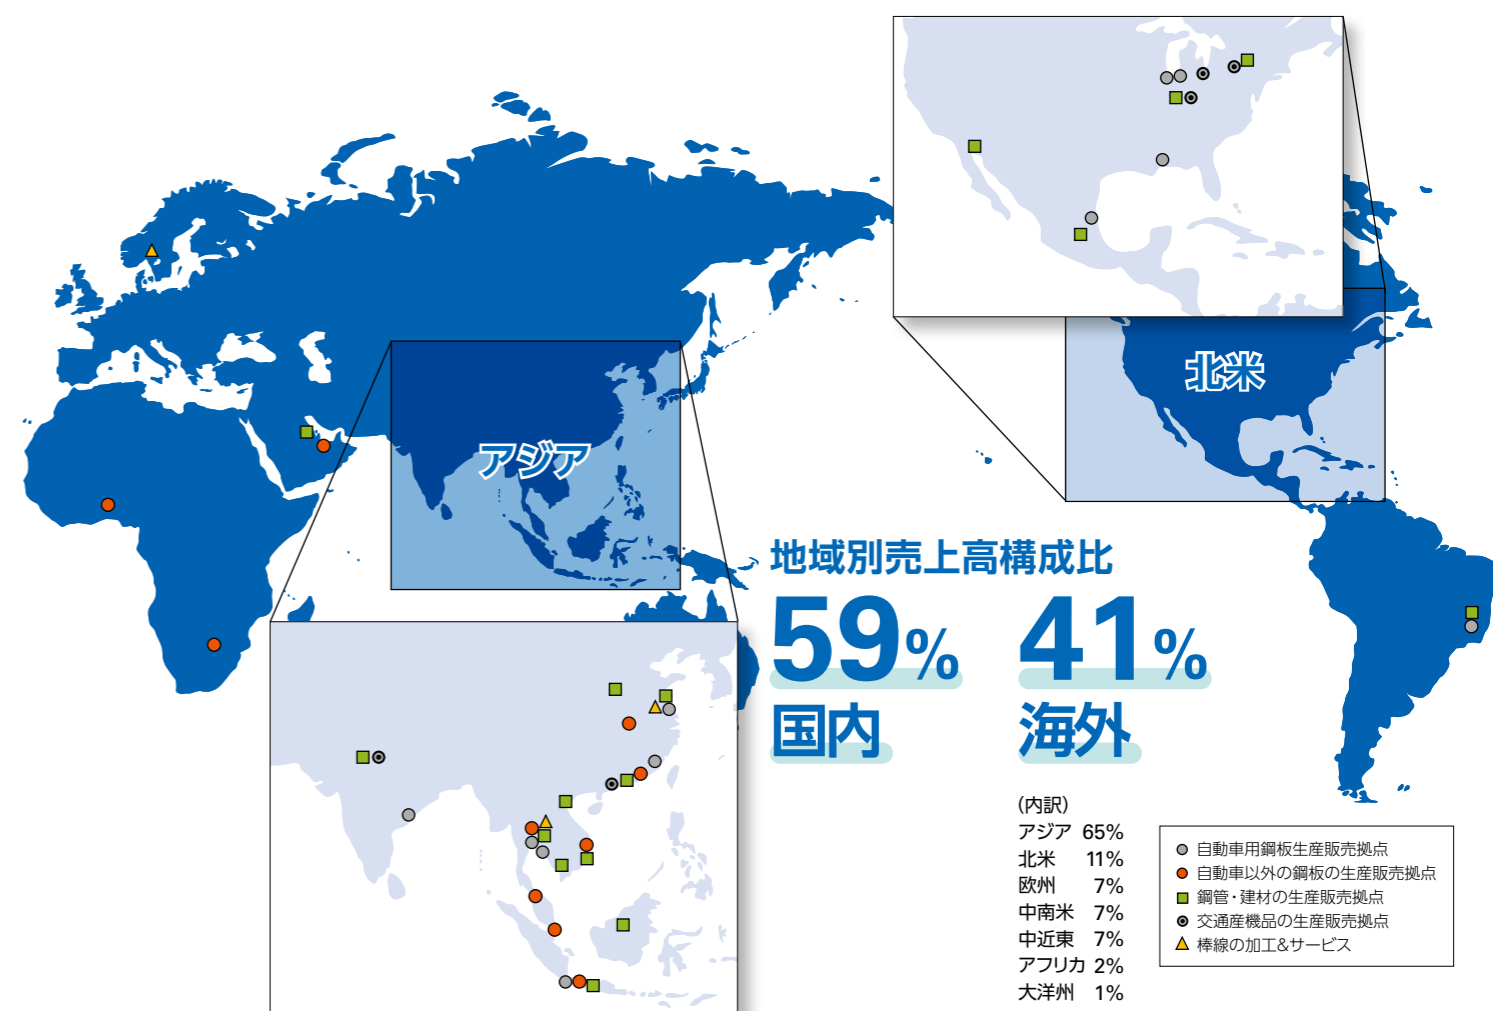 北米
アジア
地域別売上高構成比
59%
国内
41%
海外
（内訳）
アジア 65%
北米 11%
欧州 7%
中南米 7%
中近東 7%
アフリカ 2%
大洋州 1%
自動車用鋼板生産販売拠点
自動車以外の鋼板の生産販売拠点
鋼管・建材の生産販売拠点
交通産機品の生産販売拠点
棒線の加工&サービス